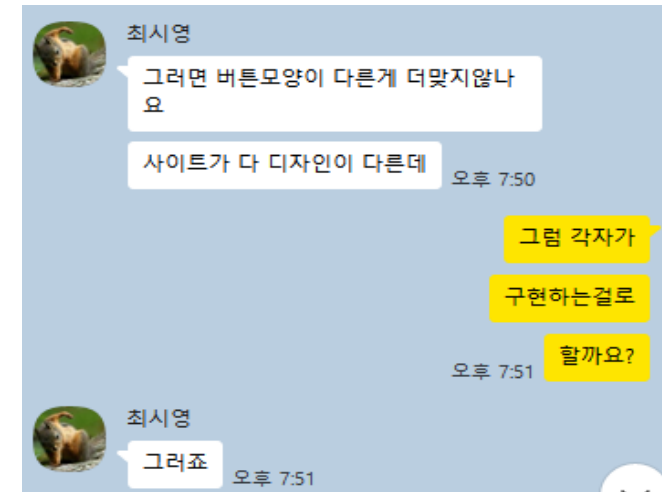 최시영
그러면 버튼모양이 다른게 더맞지않나
요
사이트가 다 디자인이 다른데
오후 7:50
그럼 각자가
구현하는걸로
할까요?
오후 7:51
최시영
그러죠
오후 7:51